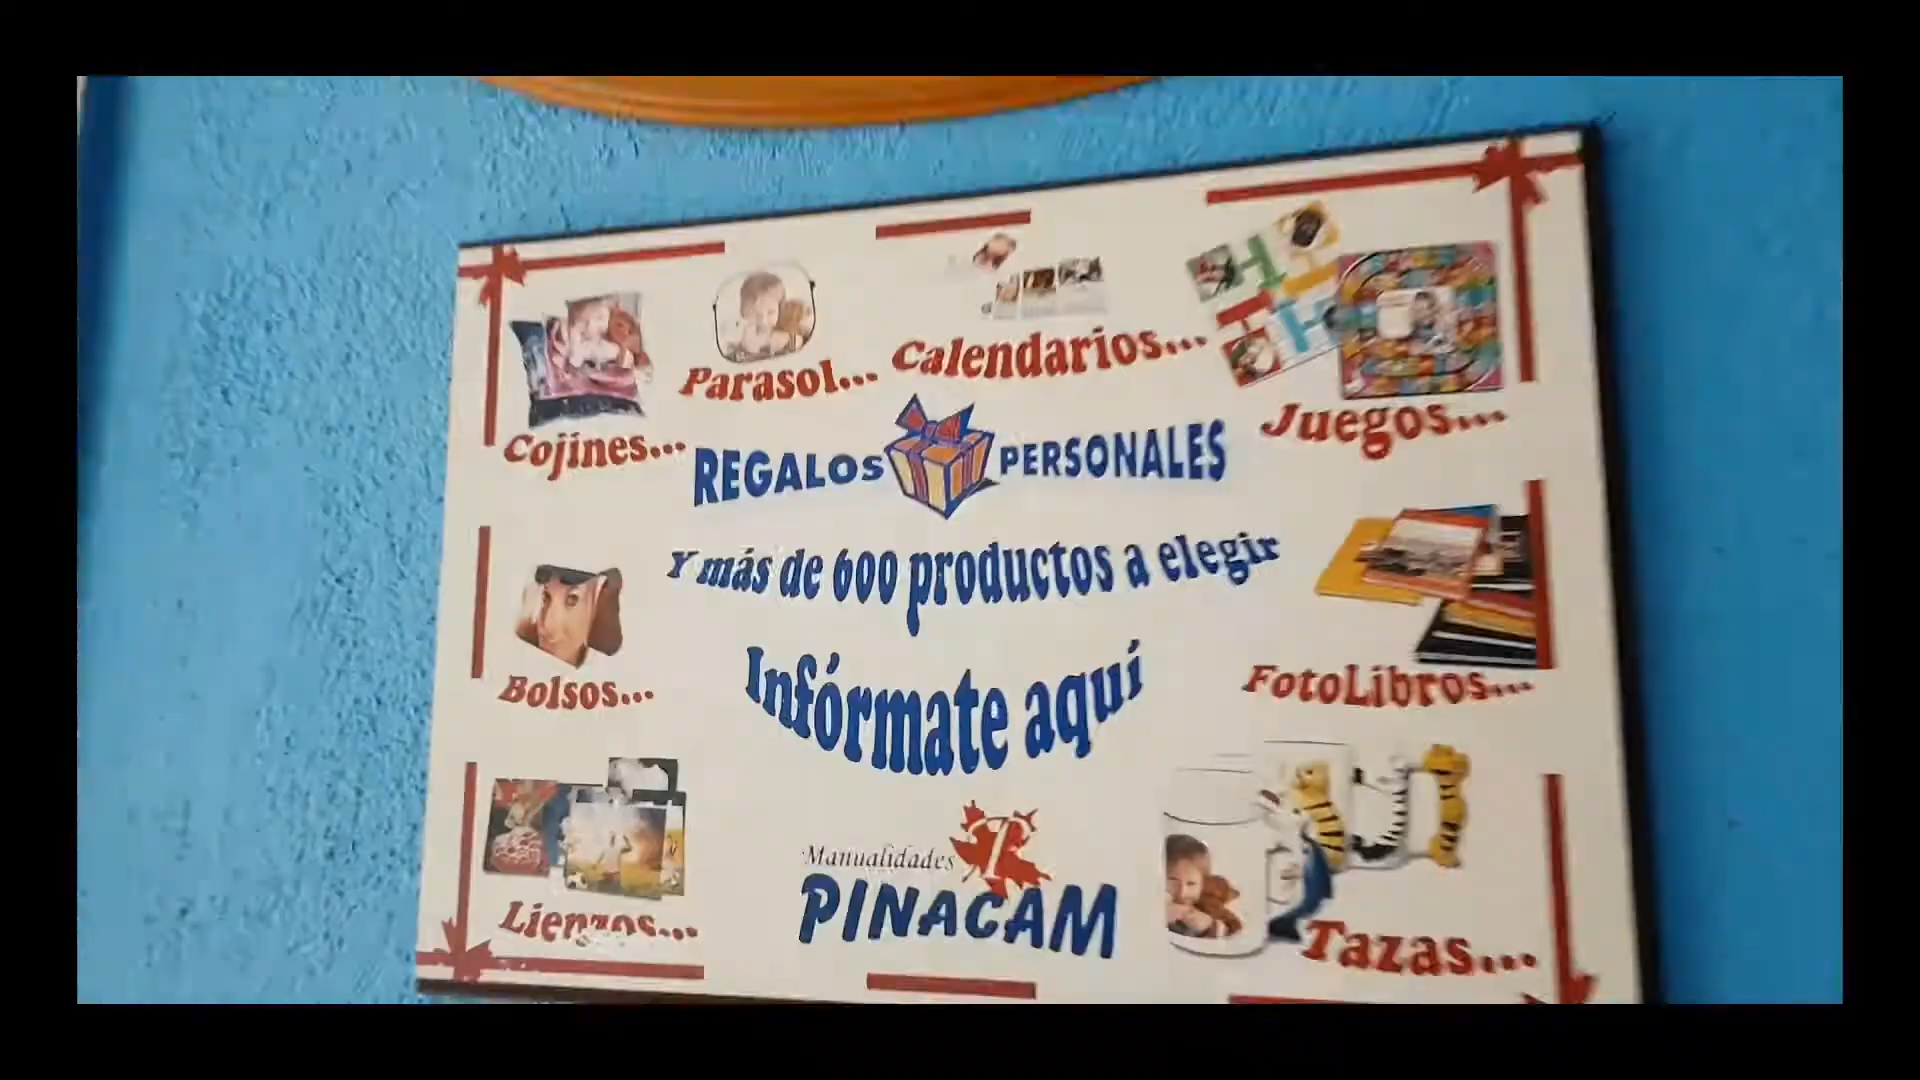 Parasol...
Calendarios...
Cojines...
Juegos...
REGALOS PERSONALES
Y más de 600 productos a elegir
Infórmate aquí
Bolsos...
FotoLibros...
Manualidades
PINACAM
Lienzos...
Tazas...